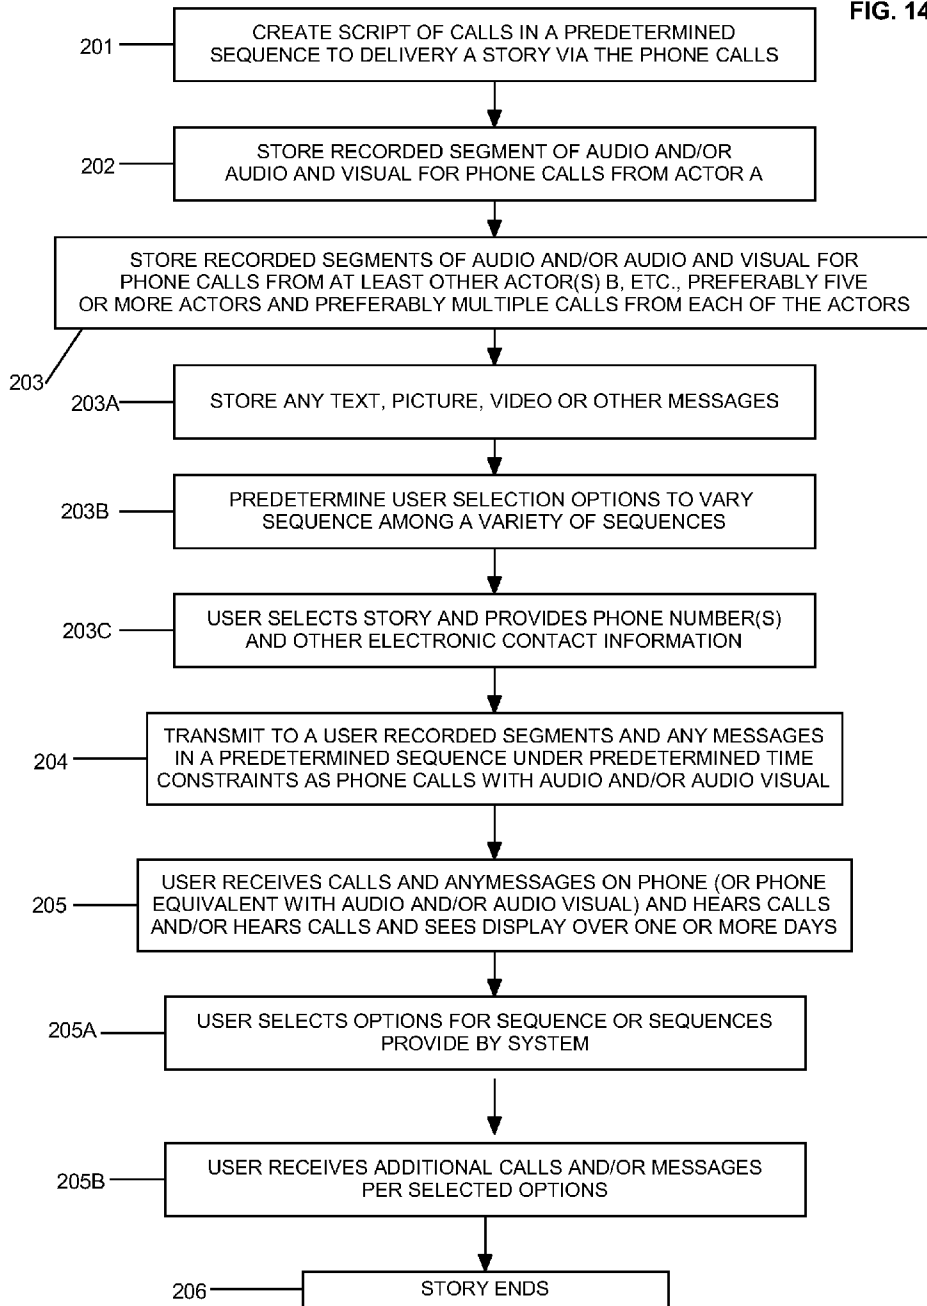 FIG. 14
201
CREATE SCRIPT OF CALLS IN A PREDETERMINED
SEQUENCE TO DELIVERY A STORY VIA THE PHONE CALLS
202
STORE RECORDED SEGMENT OF AUDIO AND/OR
AUDIO AND VISUAL FOR PHONE CALLS FROM ACTOR A
203
STORE RECORDED SEGMENTS OF AUDIO AND/OR AUDIO AND VISUAL FOR
PHONE CALLS FROM AT LEAST OTHER ACTOR(S) B, ETC., PREFERABLY FIVE
OR MORE ACTORS AND PREFERABLY MULTIPLE CALLS FROM EACH OF THE ACTORS
203A
STORE ANY TEXT, PICTURE, VIDEO OR OTHER MESSAGES
203B
PREDETERMINE USER SELECTION OPTIONS TO VARY
SEQUENCE AMONG A VARIETY OF SEQUENCES
203C
USER SELECTS STORY AND PROVIDES PHONE NUMBER(S)
AND OTHER ELECTRONIC CONTACT INFORMATION
204
TRANSMIT TO A USER RECORDED SEGMENTS AND ANY MESSAGES
IN A PREDETERMINED SEQUENCE UNDER PREDETERMINED TIME
CONSTRAINTS AS PHONE CALLS WITH AUDIO AND/OR AUDIO VISUAL
205
USER RECEIVES CALLS AND ANYMESSAGES ON PHONE (OR PHONE
EQUIVALENT WITH AUDIO AND/OR AUDIO VISUAL) AND HEARS CALLS
AND/OR HEARS CALLS AND SEES DISPLAY OVER ONE OR MORE DAYS
205A
USER SELECTS OPTIONS FOR SEQUENCE OR SEQUENCES
PROVIDE BY SYSTEM
205B
USER RECEIVES ADDITIONAL CALLS AND/OR MESSAGES
PER SELECTED OPTIONS
206
STORY ENDS